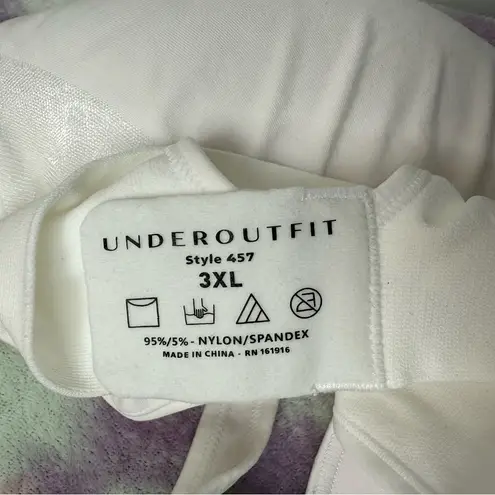 UNDEROUTFIT
Style 457
3XL
95%/5% - NYLON/SPANDEX
MADE IN CHINA - RN 161916